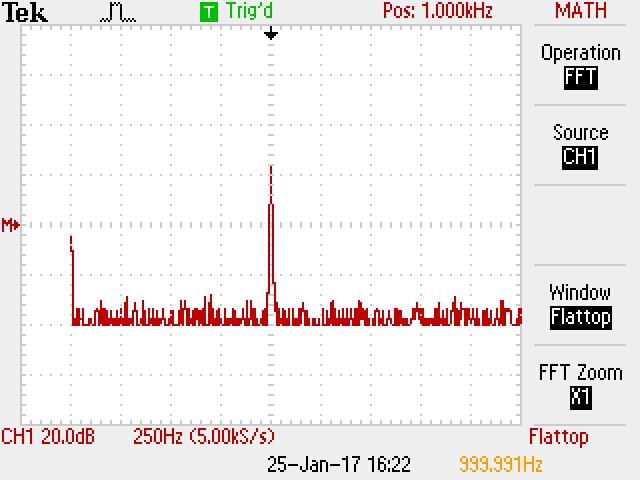 Tek T Trig'd Pos: 1.000kHz MATH
Operation
FFT
Source
CH1
M
Window
Flattop
FFT Zoom
X1
CH1 20.0dB 250Hz (5.00kS/s) Flattop
25-Jan-17 16:22 999.991Hz